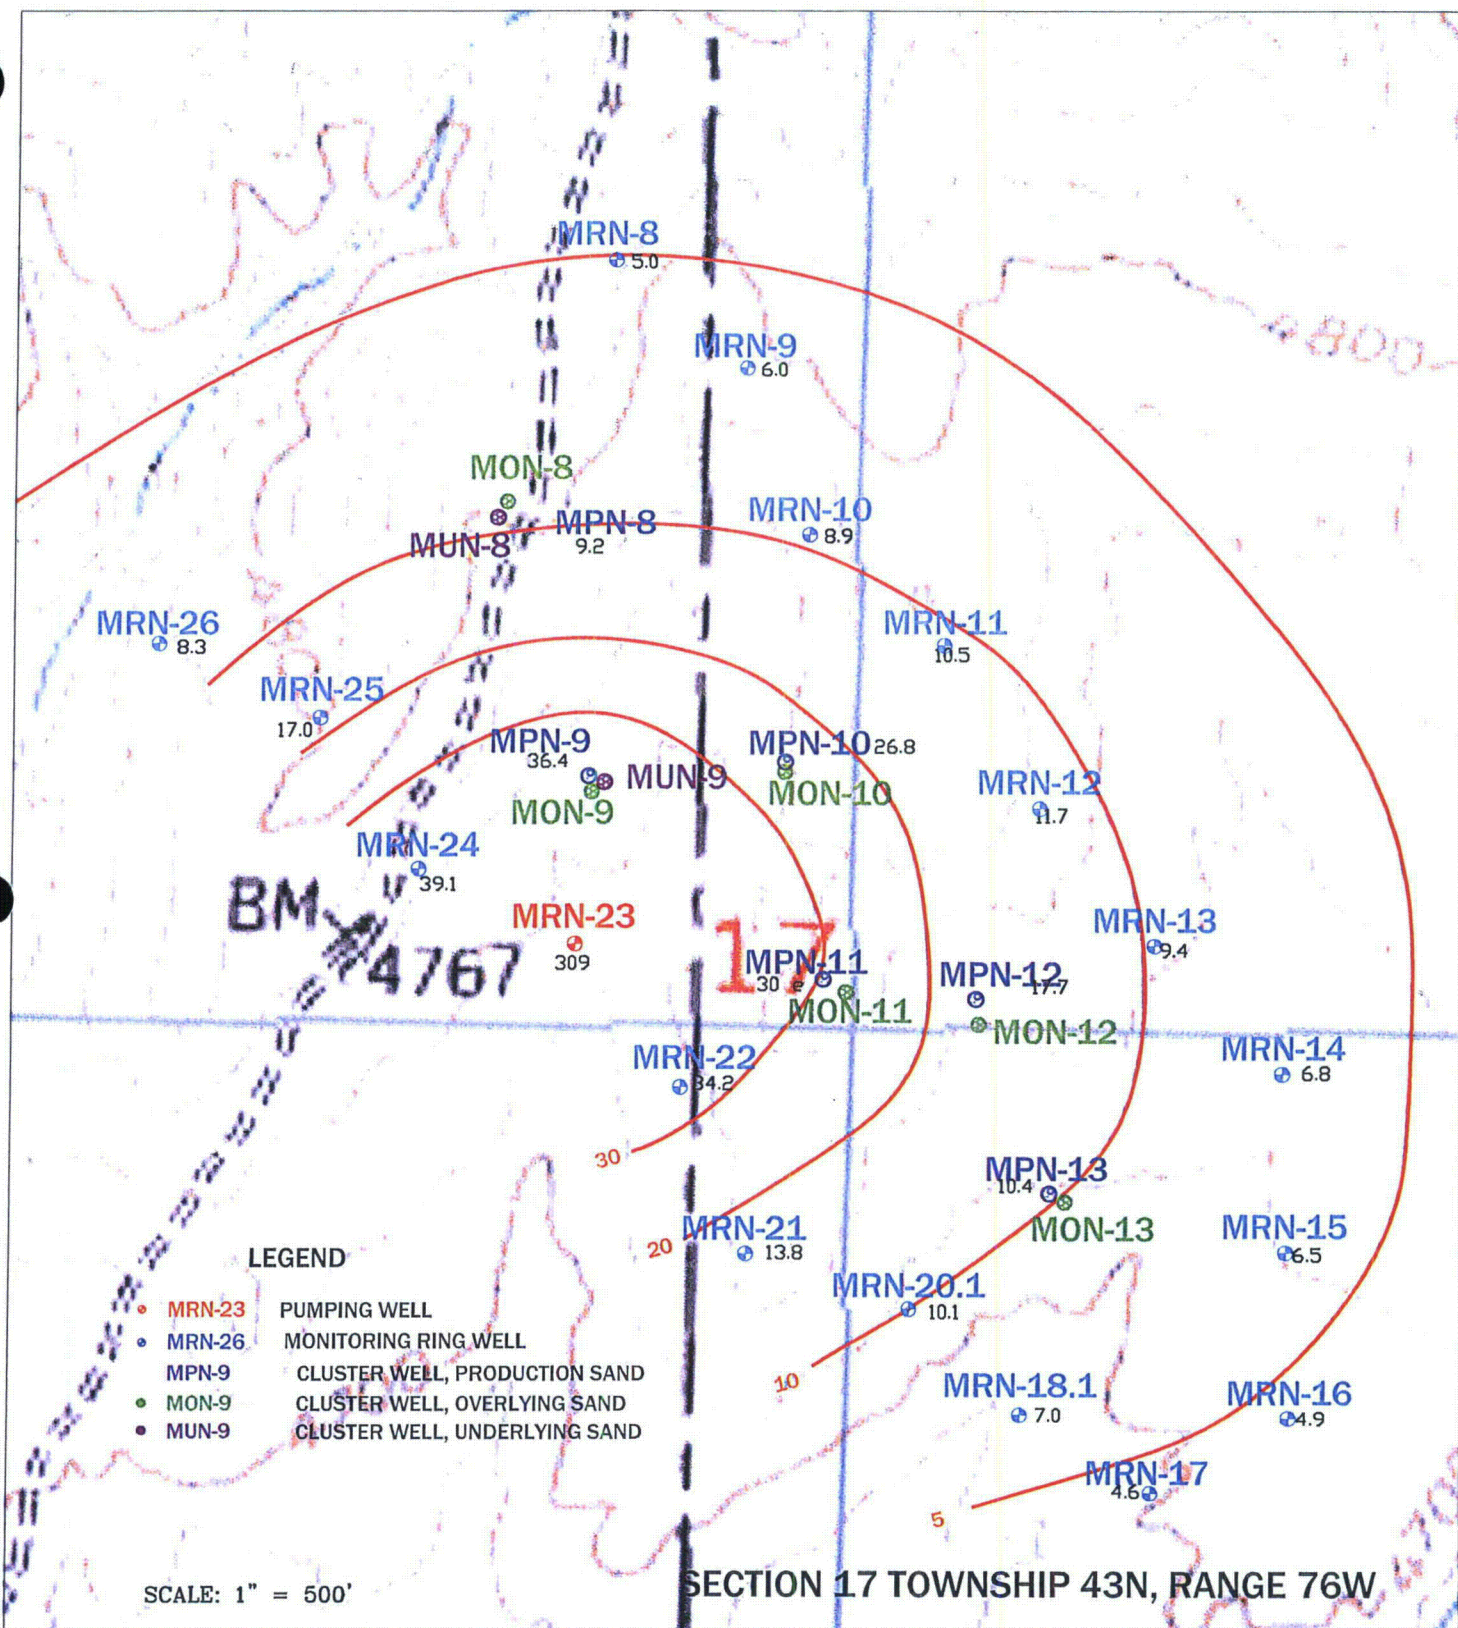 MRN-8
5.0
MRN-9
6.0
4800
MON-8
MUN-8
MPN-8
9.2
MRN-10
8.9
MRN-26
8.3
MRN-11
10.5
MRN-25
17.0
MPN-9
36.4
MUN-9
MON-9
MPN-10 26.8
MON-10
MRN-12
11.7
MRN-24
39.1
BM
4767
MRN-23
309
17
MRN-13
9.4
MPN-11
30 e
MON-11
MPN-12
17.7
MON-12
MRN-22
34.2
MRN-14
6.8
30
MPN-13
10.4
MON-13
20
MRN-21
13.8
MRN-15
6.5
MRN-20.1
10.1
10
MRN-18.1
7.0
MRN-16
4.9
MRN-17
4.6
5
LEGEND
MRN-23 PUMPING WELL
MRN-26 MONITORING RING WELL
MPN-9 CLUSTER WELL, PRODUCTION SAND
MON-9 CLUSTER WELL, OVERLYING SAND
MUN-9 CLUSTER WELL, UNDERLYING SAND
SCALE: 1" = 500'
SECTION 17 TOWNSHIP 43N, RANGE 76W